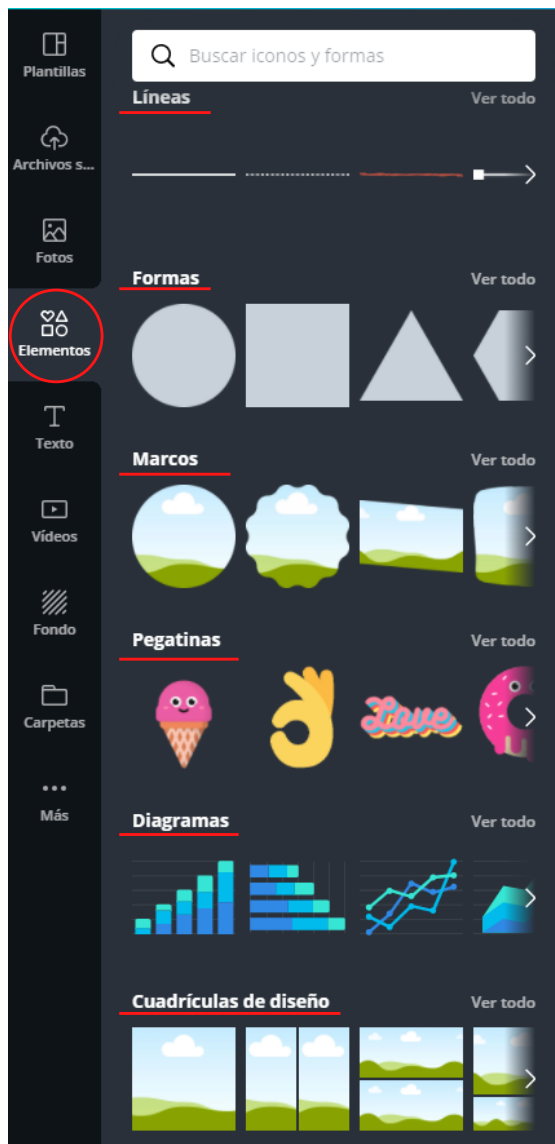 Plantillas
Archivos s...
Fotos
Elementos
Texto
Vídeos
Fondo
Carpetas
Más
Buscar iconos y formas
Líneas Ver todo
Formas Ver todo
Marcos Ver todo
Pegatinas Ver todo
Love
Diagramas Ver todo
Cuadrículas de diseño Ver todo